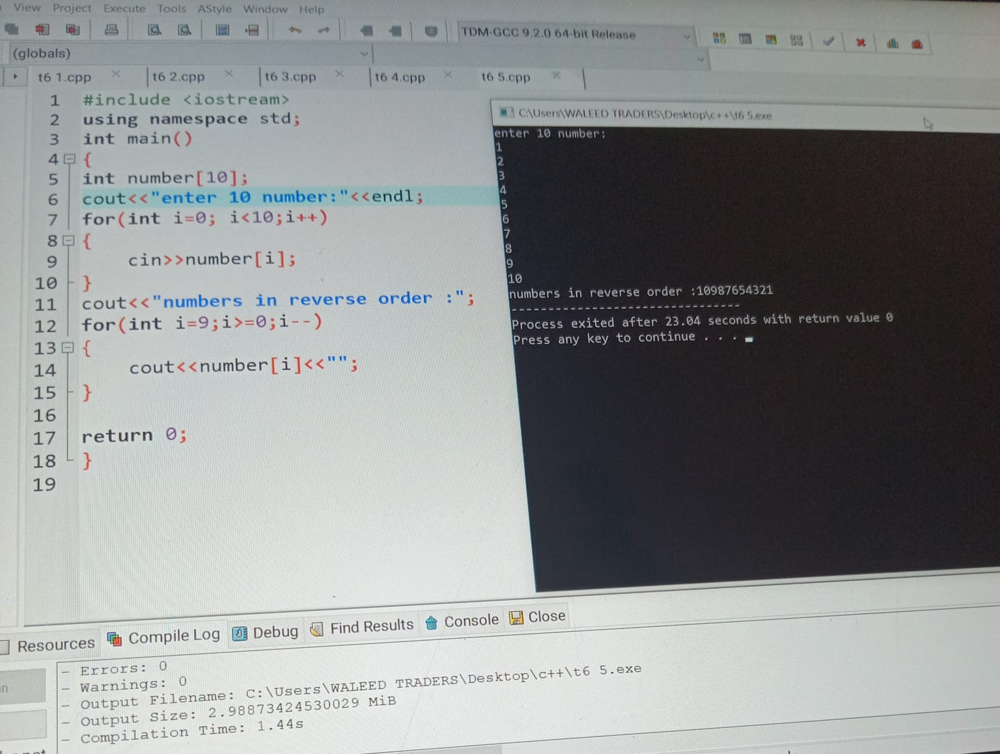 View Project Execute Tools AStyle Window Help
TDM-GCC 9.2.0 64-bit Release
(globals)
t6 1.cpp t6 2.cpp t6 3.cpp t6 4.cpp t6 5.cpp
1 #include <iostream>
2 using namespace std;
3 int main()
4 {
5 int number[10];
6 cout<<"enter 10 number:"<<endl;
7 for(int i=0; i<10;i++)
8 {
9 cin>>number[i];
10 }
11 cout<<"numbers in reverse order :";
12 for(int i=9;i>=0;i--)
13 {
14 cout<<number[i]<<"";
15 }
16
17 return 0;
18 }
19
C:\Users\WALEED TRADERS\Desktop\c++\t6 5.exe
enter 10 number:
1
2
3
4
5
6
7
8
9
10
numbers in reverse order :10987654321
--------------------------------
Process exited after 23.04 seconds with return value 0
Press any key to continue . . .
Resources Compile Log Debug Find Results Console Close
- Errors: 0
- Warnings: 0
- Output Filename: C:\Users\WALEED TRADERS\Desktop\c++\t6 5.exe
- Output Size: 2.98873424530029 MiB
- Compilation Time: 1.44s